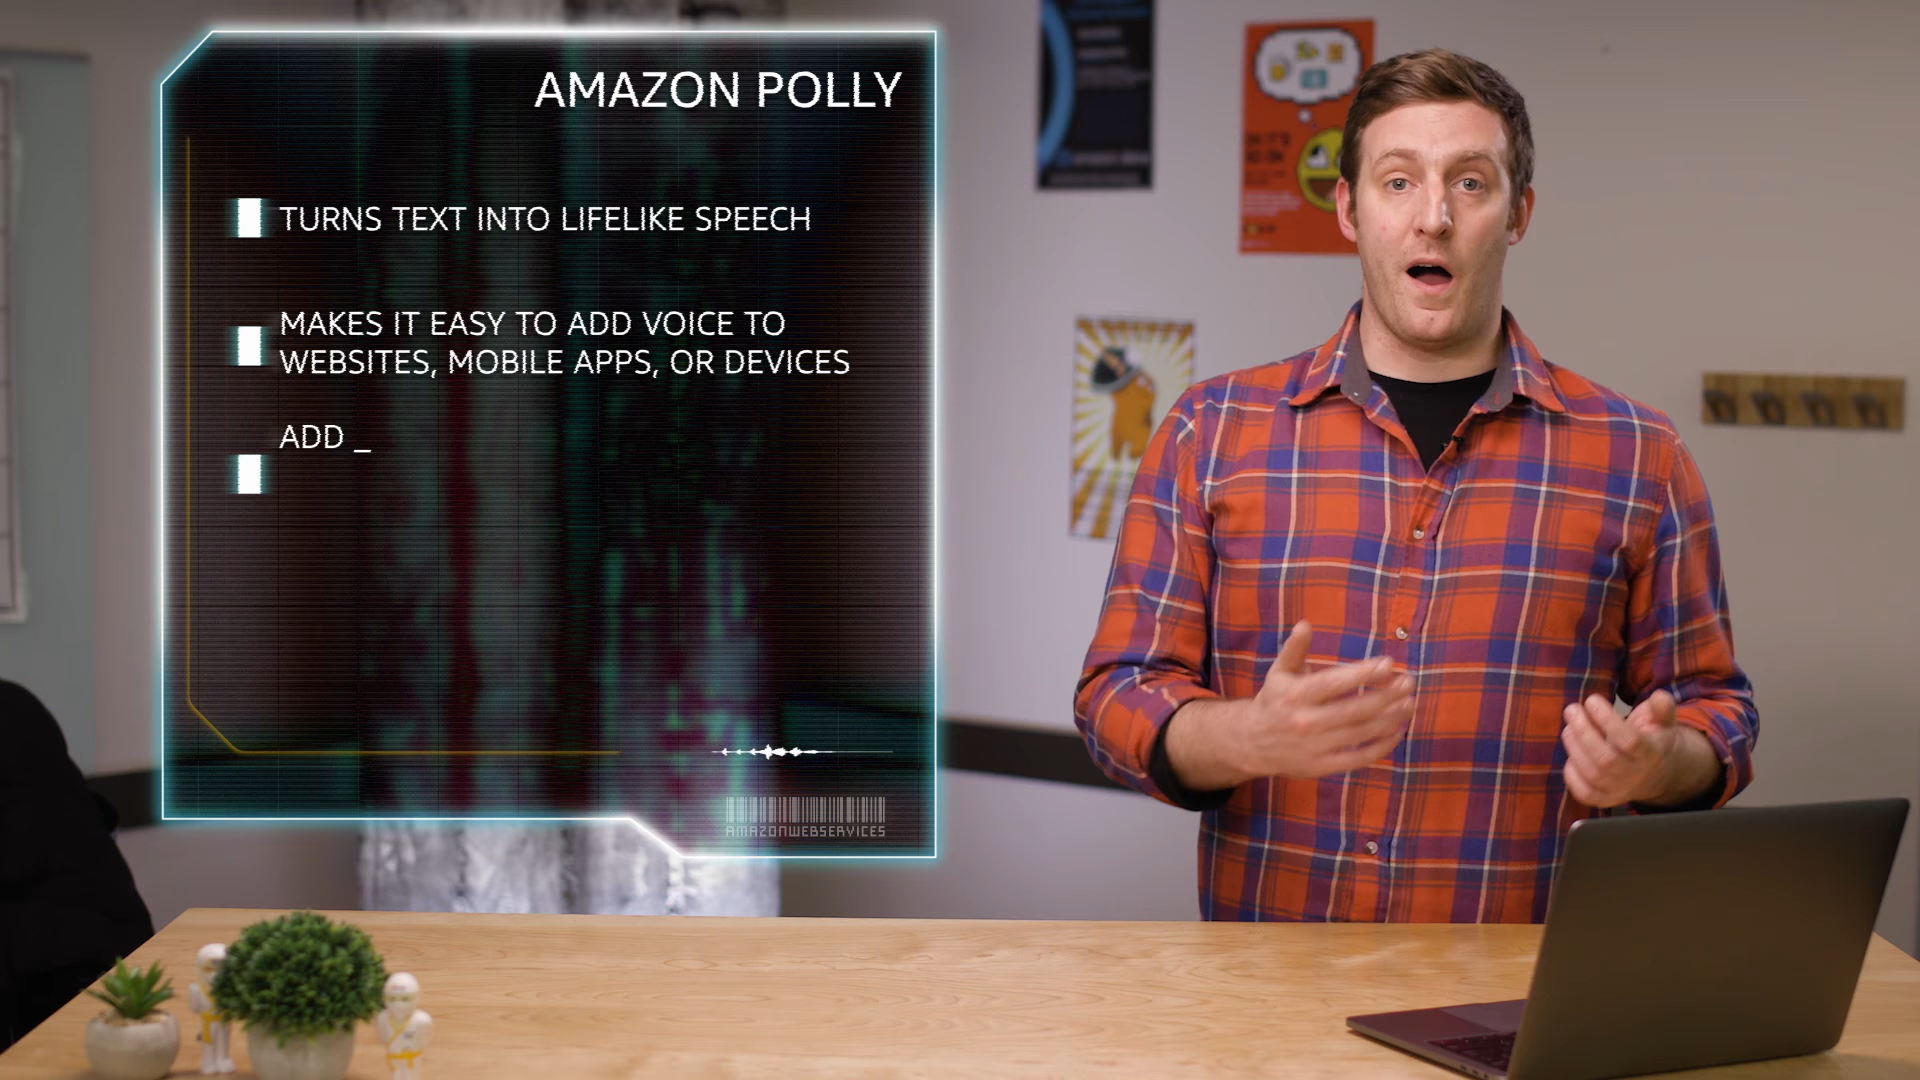 AMAZON POLLY
TURNS TEXT INTO LIFELIKE SPEECH
MAKES IT EASY TO ADD VOICE TO
WEBSITES, MOBILE APPS, OR DEVICES
ADD _
AMAZONWEBSERVICES